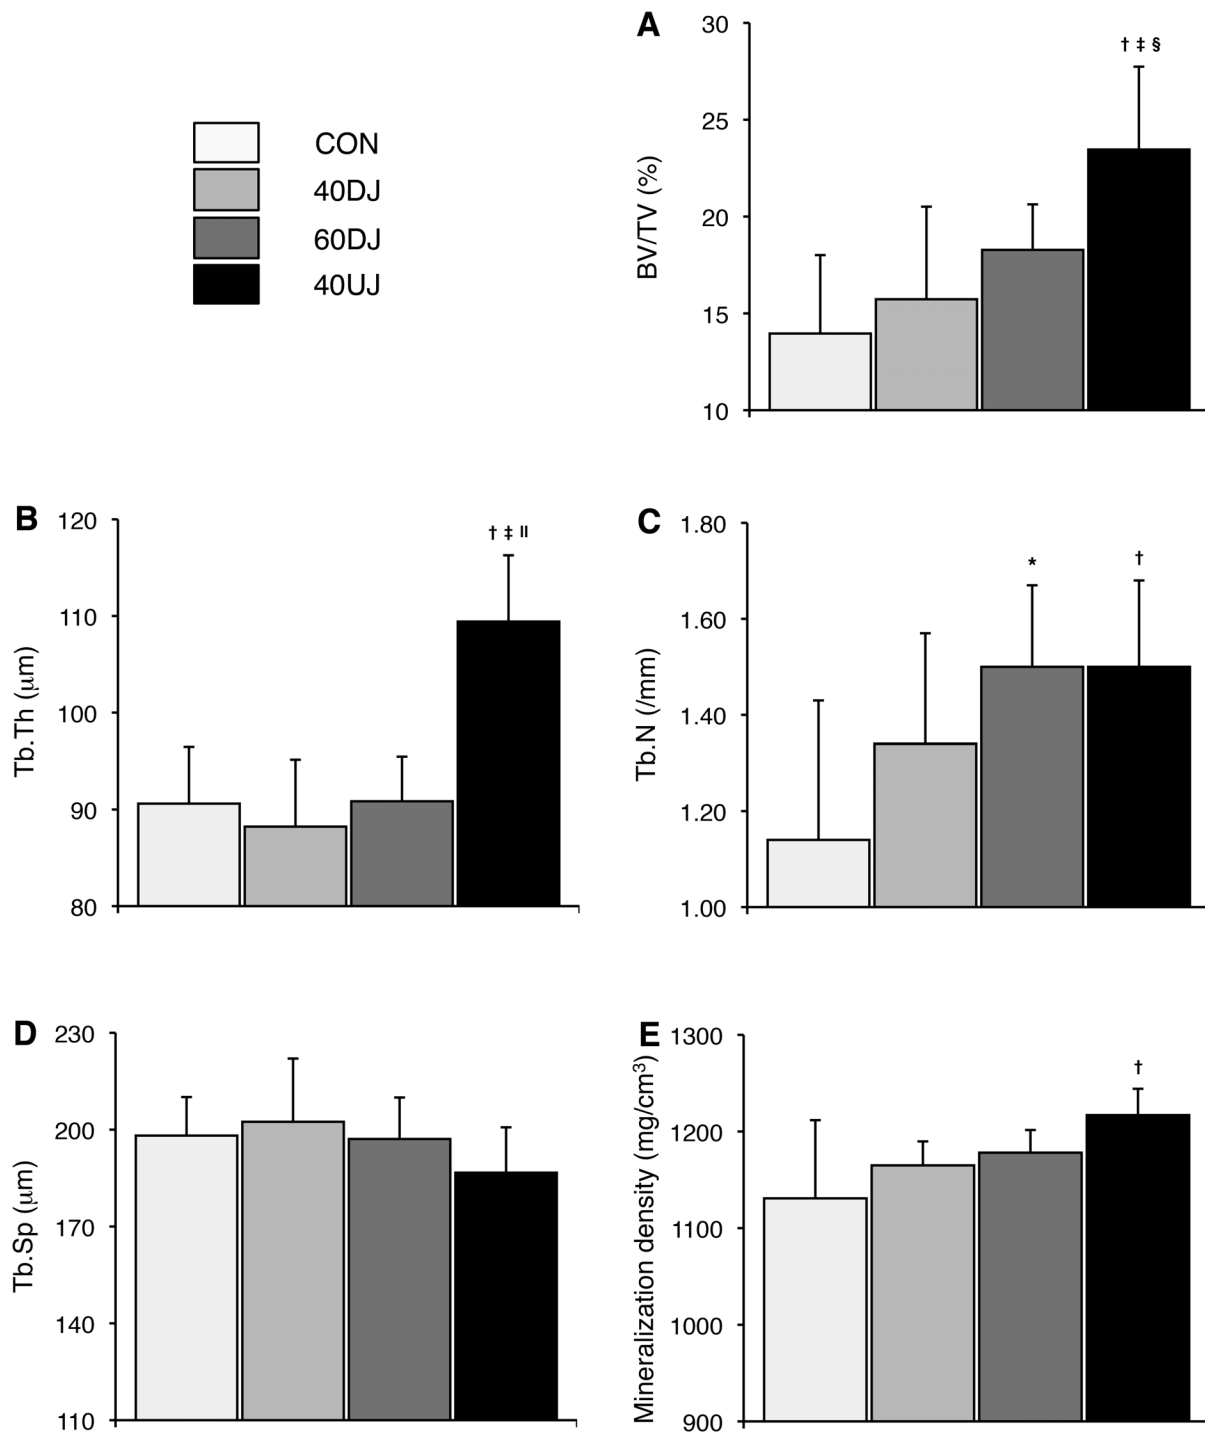 CON
40DJ
60DJ
40UJ
A
30
25
20
15
10
BV/TV (%)
† ‡ §
B
120
110
100
90
80
Tb.Th (μm)
† ‡ ॥
C
1.80
1.60
1.40
1.20
1.00
Tb.N (/mm)
*
†
D
230
200
170
140
110
Tb.Sp (μm)
E
1300
1200
1100
1000
900
Mineralization density (mg/cm³)
†